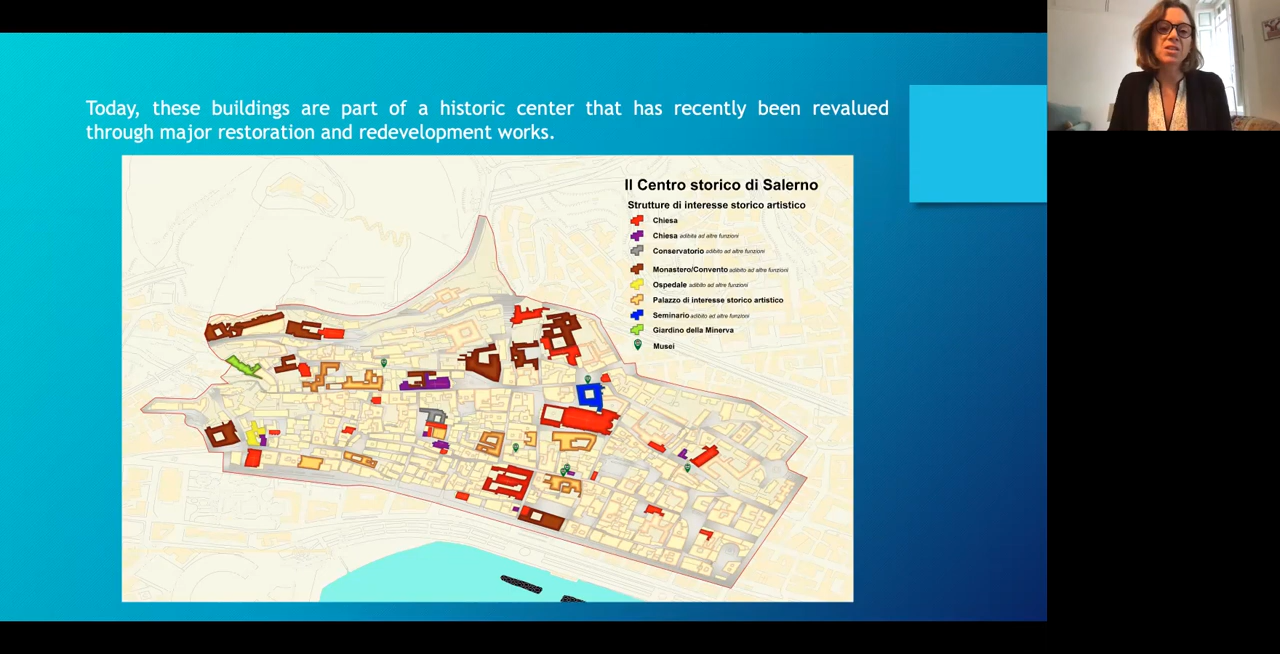 Today, these buildings are part of a historic center that has recently been revalued
through major restoration and redevelopment works.
Il Centro storico di Salerno
Strutture di interesse storico artistico
Chiesa
Chiesa adibita ad altre funzioni
Conservatorio adibito ad altre funzioni
Monastero/Convento adibito ad altre funzioni
Ospedale adibito ad altre funzioni
Palazzo di interesse storico artistico
Seminario adibito ad altre funzioni
Giardino della Minerva
Musei